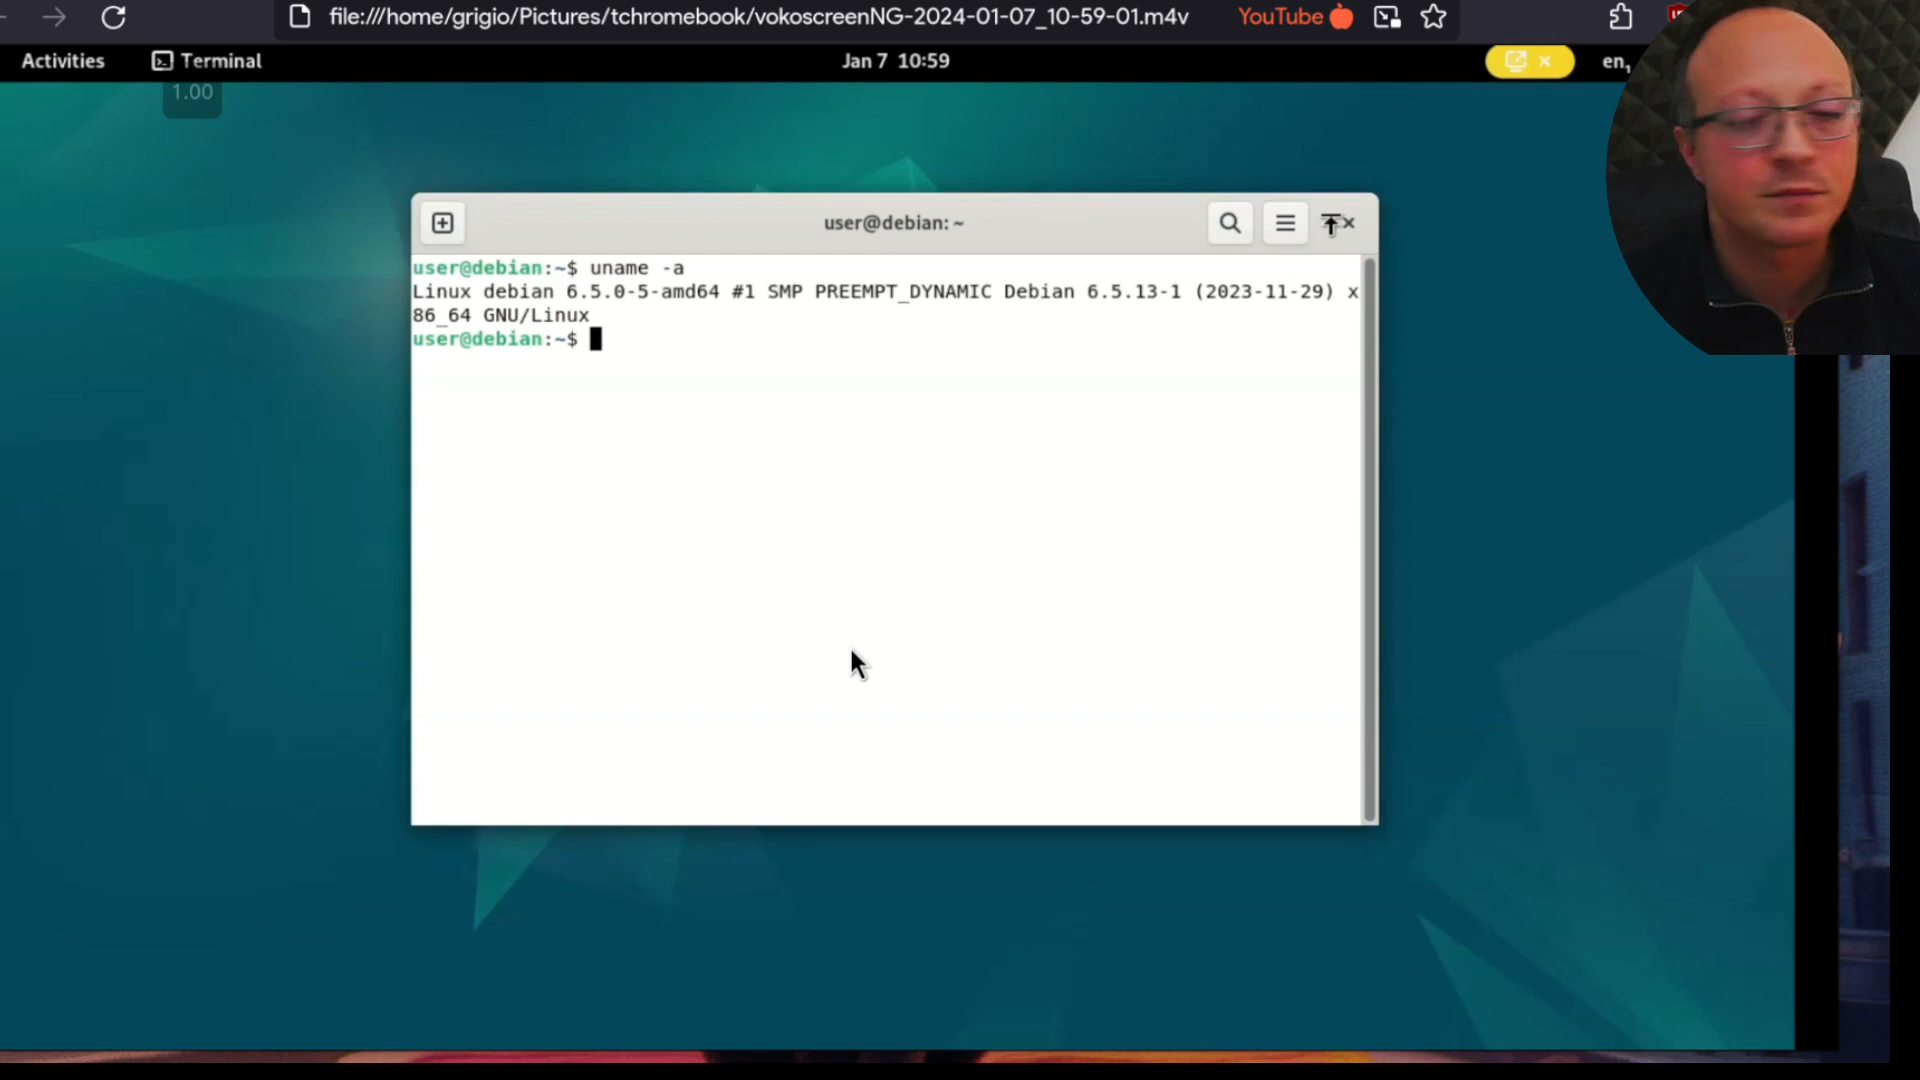 file:///home/grigio/Pictures/tchromebook/vokoscreenNG-2024-01-07_10-59-01.m4v
YouTube
Activities
Terminal
Jan 7 10:59
en₁
1.00
user@debian: ~
user@debian:~$ uname -a
Linux debian 6.5.0-5-amd64 #1 SMP PREEMPT_DYNAMIC Debian 6.5.13-1 (2023-11-29) x
86_64 GNU/Linux
user@debian:~$